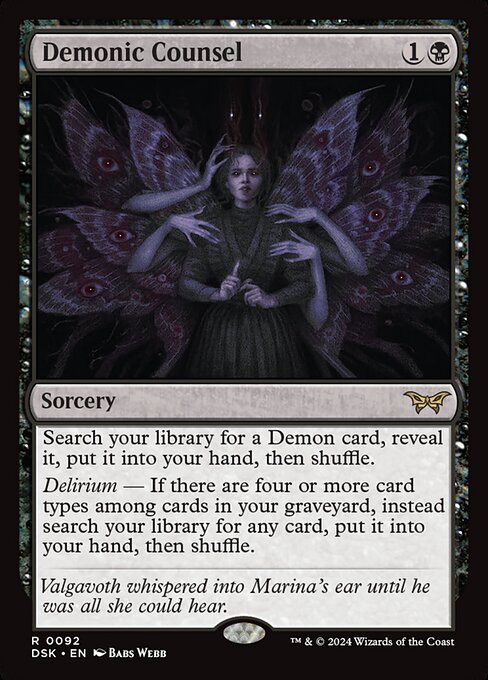 Demonic Counsel 1
Sorcery
Search your library for a Demon card, reveal
it, put it into your hand, then shuffle.
Delirium — If there are four or more card
types among cards in your graveyard, instead
search your library for any card, put it into
your hand, then shuffle.
Valgavoth whispered into Marina's ear until he
was all she could hear.
R 0092
DSK • EN Babs Webb
™ & © 2024 Wizards of the Coast